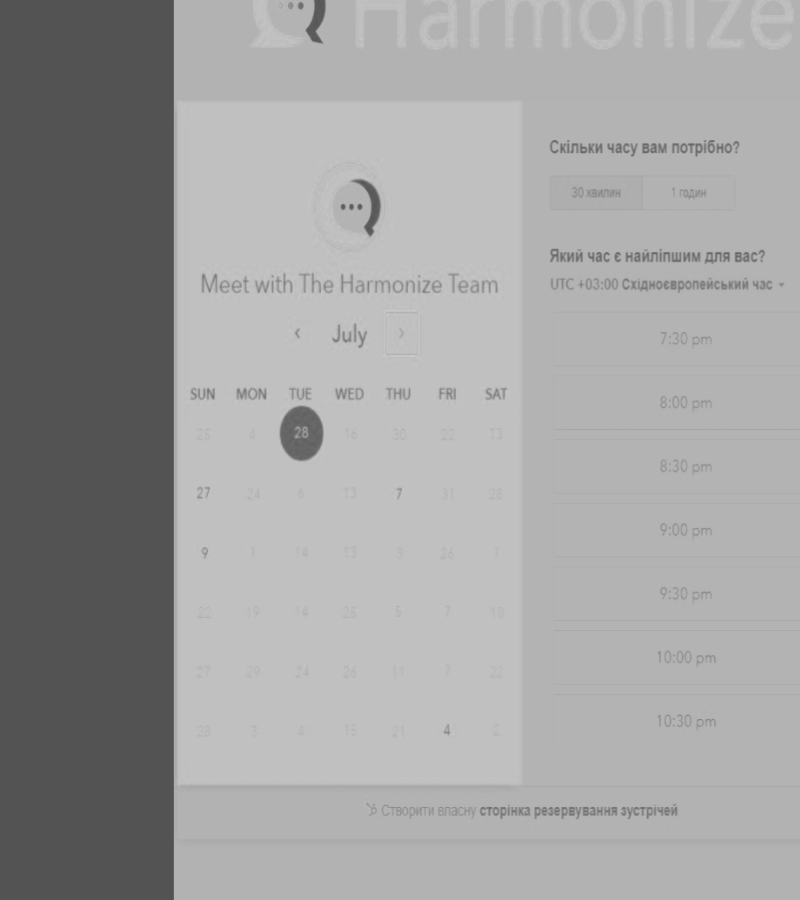 Harmonize
Meet with The Harmonize Team
‹ July ›
SUN MON TUE WED THU FRI SAT
25 4 28 16 30 22 13
27 24 6 13 7 31 28
9 1 14 13 3 26 1
22 19 14 25 5 7 18
27 29 24 26 11 7 22
28 3 4 15 21 4 2
Скільки часу вам потрібно?
30 хвилин 1 годин
Який час є найліпшим для вас?
UTC +03:00 Східноєвропейський час
7:30 pm
8:00 pm
8:30 pm
9:00 pm
9:30 pm
10:00 pm
10:30 pm
Створити власну сторінка резервування зустрічей